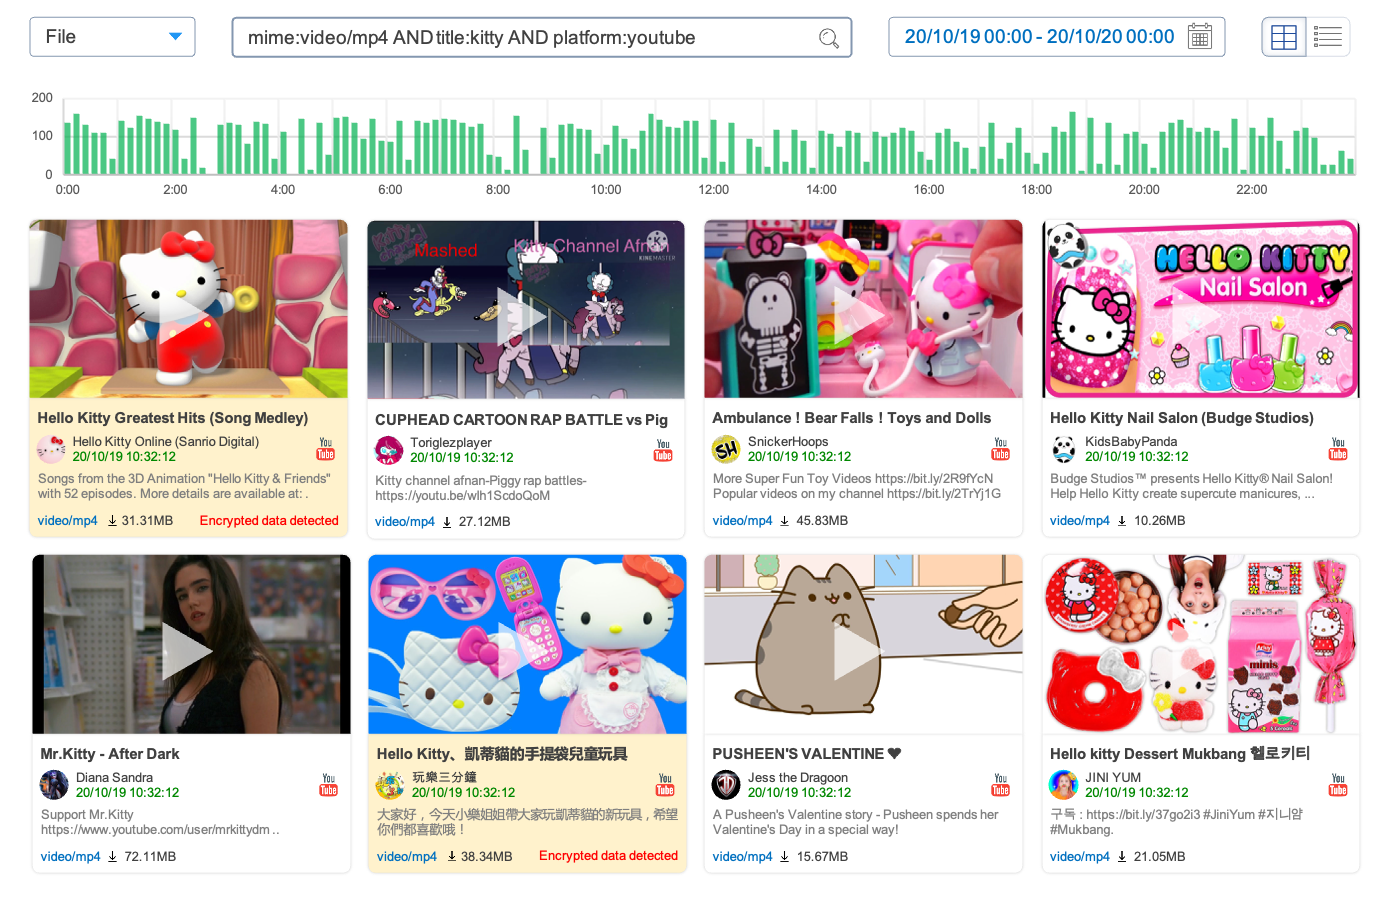 File
mime:video/mp4 AND title:kitty AND platform:youtube
20/10/19 00:00 - 20/10/20 00:00
200
100
0
0:00 2:00 4:00 6:00 8:00 10:00 12:00 14:00 16:00 18:00 20:00 22:00
Mashed
Kitty Channel Afnan
KINEMASTER
HELLO KITTY
Nail Salon
Hello Kitty Greatest Hits (Song Medley)
Hello Kitty Online (Sanrio Digital)
20/10/19 10:32:12
You Tube
Songs from the 3D Animation "Hello Kitty & Friends"
with 52 episodes. More details are available at: .
video/mp4 31.31MB Encrypted data detected
CUPHEAD CARTOON RAP BATTLE vs Pig
Toriglezplayer
20/10/19 10:32:12
You Tube
Kitty channel afnan-Piggy rap battles-
https://youtu.be/wlh1ScdoQoM
video/mp4 27.12MB
Ambulance ! Bear Falls ! Toys and Dolls
SH
SnickerHoops
20/10/19 10:32:12
You Tube
More Super Fun Toy Videos https://bit.ly/2R9fYcN
Popular videos on my channel https://bit.ly/2TrYj1G
video/mp4 45.83MB
Hello Kitty Nail Salon (Budge Studios)
KidsBabyPanda
20/10/19 10:32:12
You Tube
Budge Studios™ presents Hello Kitty® Nail Salon!
Help Hello Kitty create supercute manicures, ...
video/mp4 10.26MB
minis
Mr.Kitty - After Dark
Diana Sandra
20/10/19 10:32:12
You Tube
Support Mr.Kitty
https://www.youtube.com/user/mrkittydm ..
video/mp4 72.11MB
Hello Kitty、凱蒂貓的手提袋兒童玩具
玩樂三分鐘
20/10/19 10:32:12
You Tube
大家好，今天小樂姐姐帶大家玩凱蒂貓的新玩具，希望
你們都喜歡哦！
video/mp4 38.34MB Encrypted data detected
PUSHEEN'S VALENTINE ❤
Jess the Dragoon
20/10/19 10:32:12
You Tube
A Pusheen's Valentine story - Pusheen spends her
Valentine's Day in a special way!
video/mp4 15.67MB
Hello kitty Dessert Mukbang 헬로키티
JINI YUM
20/10/19 10:32:12
You Tube
구독 : https://bit.ly/37go2i3 #JiniYum #지니얌
#Mukbang.
video/mp4 21.05MB